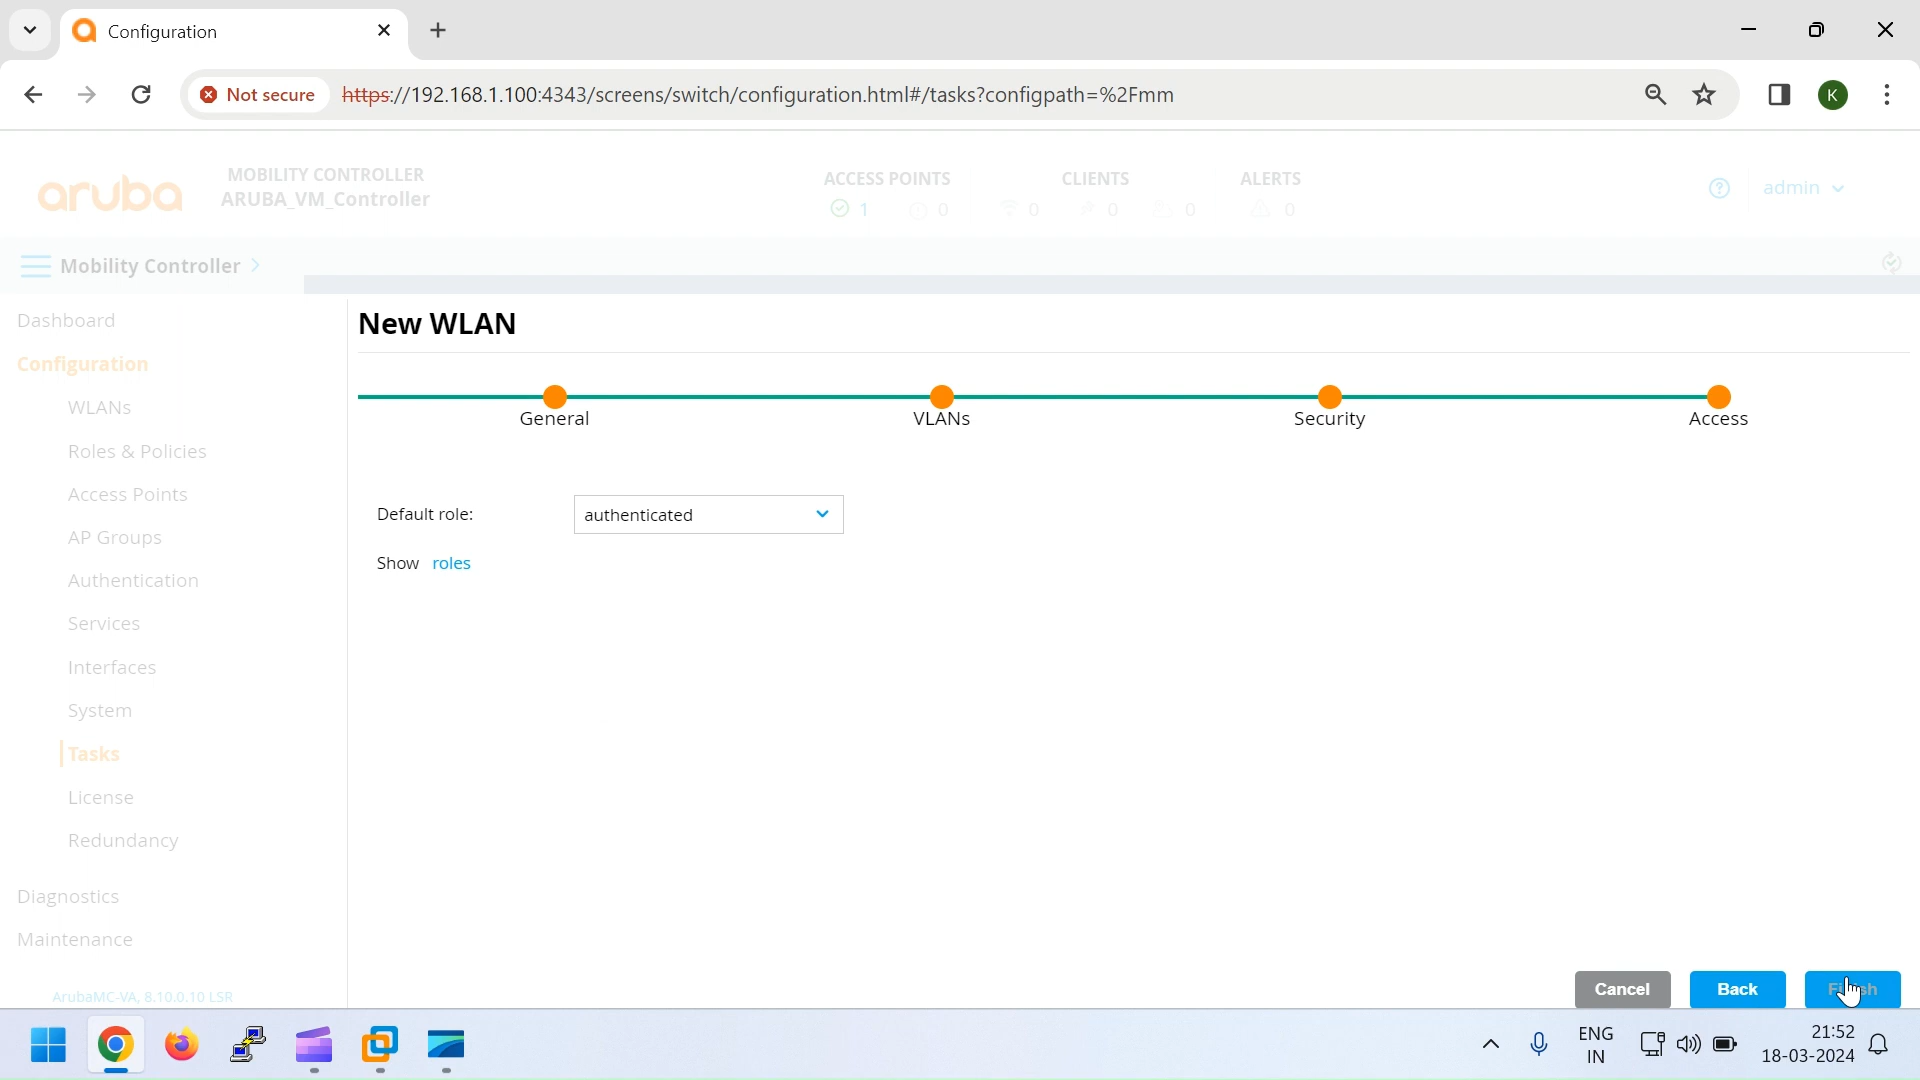 Configuration
Not secure
https://192.168.1.100:4343/screens/switch/configuration.html#/tasks?configpath=%2Fmm
K
aruba
MOBILITY CONTROLLER
ARUBA_VM_Controller
ACCESS POINTS
1
0
CLIENTS
0
0
0
ALERTS
0
admin
Mobility Controller
Dashboard
Configuration
WLANs
Roles & Policies
Access Points
AP Groups
Authentication
Services
Interfaces
System
Tasks
License
Redundancy
Diagnostics
Maintenance
ArubaMC-VA, 8.10.0.10 LSR
New WLAN
General
VLANs
Security
Access
Default role:
authenticated
Show roles
Cancel
Back
Finish
ENG
IN
21:52
18-03-2024